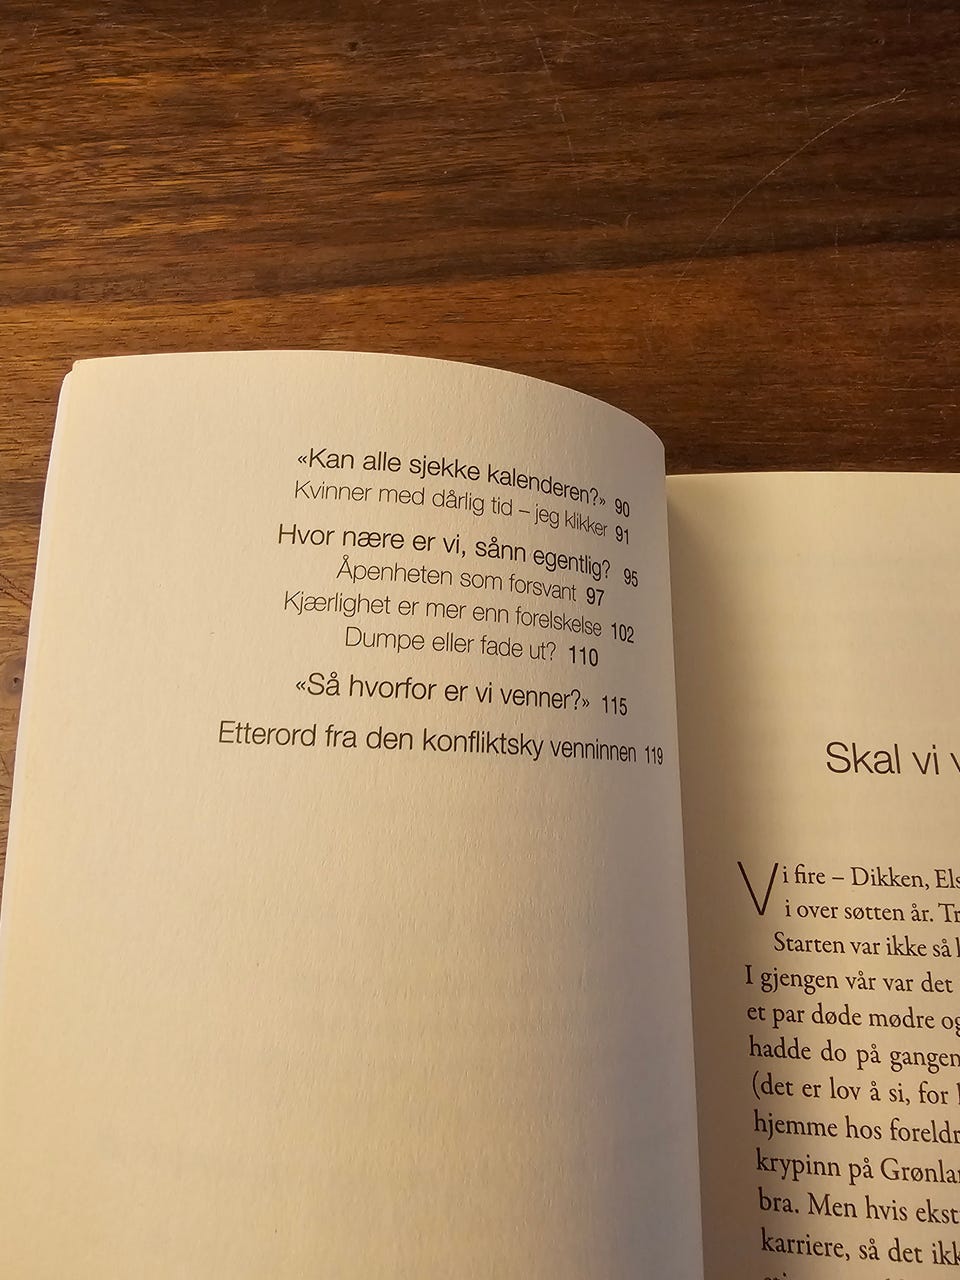 «Kan alle sjekke kalenderen?» 90
Kvinner med dårlig tid – jeg klikker 91
Hvor nære er vi, sånn egentlig? 95
Åpenheten som forsvant 97
Kjærlighet er mer enn forelskelse 102
Dumpe eller fade ut? 110
«Så hvorfor er vi venner?» 115
Etterord fra den konfliktsky venninnen 119
Skal vi
Vi fire – Dikken, Els
i over søtten år. Tr
Starten var ikke så
I gjengen vår var det
et par døde mødre og
hadde do på gangen
(det er lov å si, for
hjemme hos foreldr
krypinn på Grønla
bra. Men hvis ekst
karriere, så det ikk